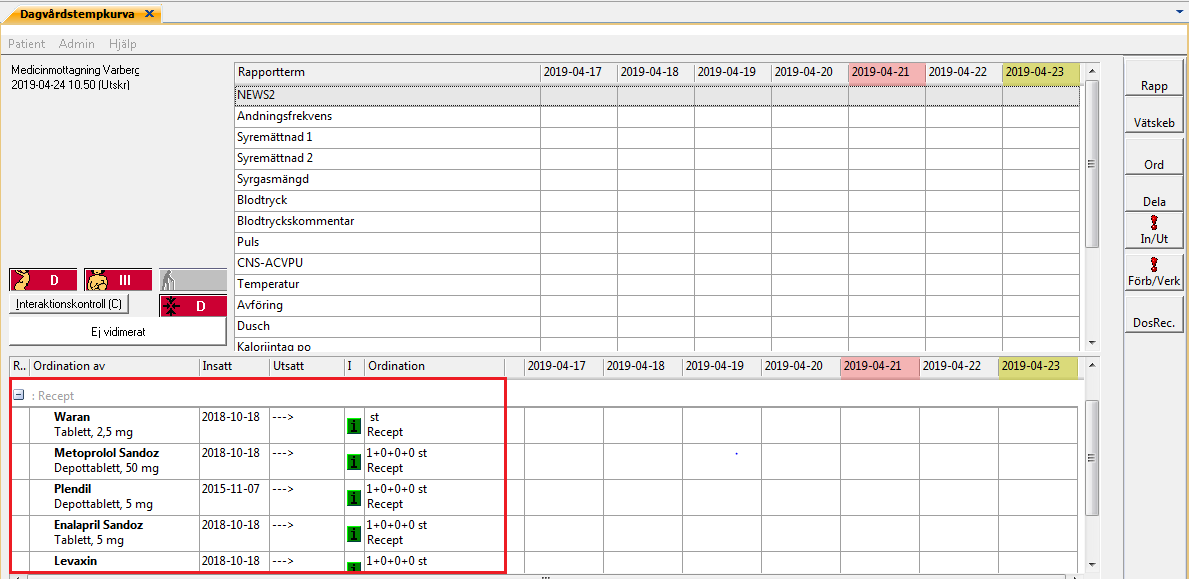 Dagvårdstempkurva
Patient Admin Hjälp
Medicinmottagning Varberg
2019-04-24 10.50 (Utskr)
Rapportterm 2019-04-17 2019-04-18 2019-04-19 2019-04-20 2019-04-21 2019-04-22 2019-04-23
NEWS2
Andningsfrekvens
Syremättnad 1
Syremättnad 2
Syrgasmängd
Blodtryck
Blodtryckskommentar
Puls
CNS-ACVPU
Temperatur
Avföring
Dusch
Kaloriintag po
D III
Interaktionskontroll (C) D
Ej vidimerat
Rapp
Vätskeb
Ord
Dela
In/Ut
Förb/Verk
DosRec.
R.. Ordination av Insatt Utsatt I Ordination 2019-04-17 2019-04-18 2019-04-19 2019-04-20 2019-04-21 2019-04-22 2019-04-23
: Recept
Waran 2018-10-18 ---> i st
Tablett, 2,5 mg Recept
Metoprolol Sandoz 2018-10-18 ---> i 1+0+0+0 st
Depottablett, 50 mg Recept
Plendil 2015-11-07 ---> i 1+0+0+0 st
Depottablett, 5 mg Recept
Enalapril Sandoz 2018-10-18 ---> i 1+0+0+0 st
Tablett, 5 mg Recept
Levaxin 2018-10-18 ---> i 1+0+0+0 st